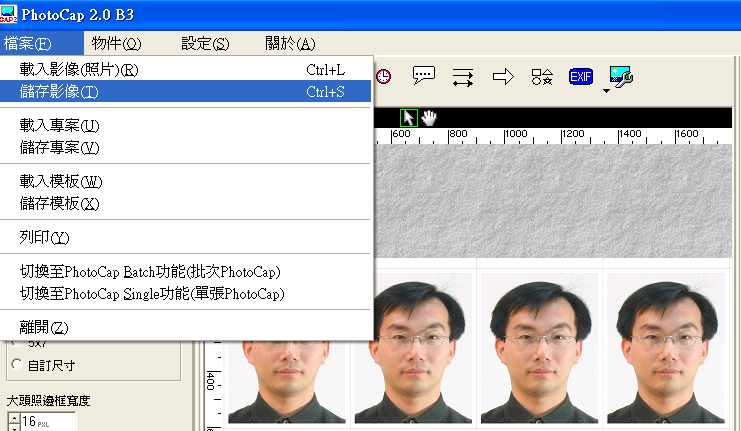 PhotoCap 2.0 B3
檔案(F) 物件(O) 設定(S) 關於(A)
載入影像(照片)(R) Ctrl+L
儲存影像(T) Ctrl+S
載入專案(U)
儲存專案(V)
載入模板(W)
儲存模板(X)
列印(Y)
切換至PhotoCap Batch功能(批次PhotoCap)
切換至PhotoCap Single功能(單張PhotoCap)
離開(Z)
EXIF
600 800 1000 1200 1400 1600
5x7
自訂尺寸
400
大頭照邊框寬度
16 PXL